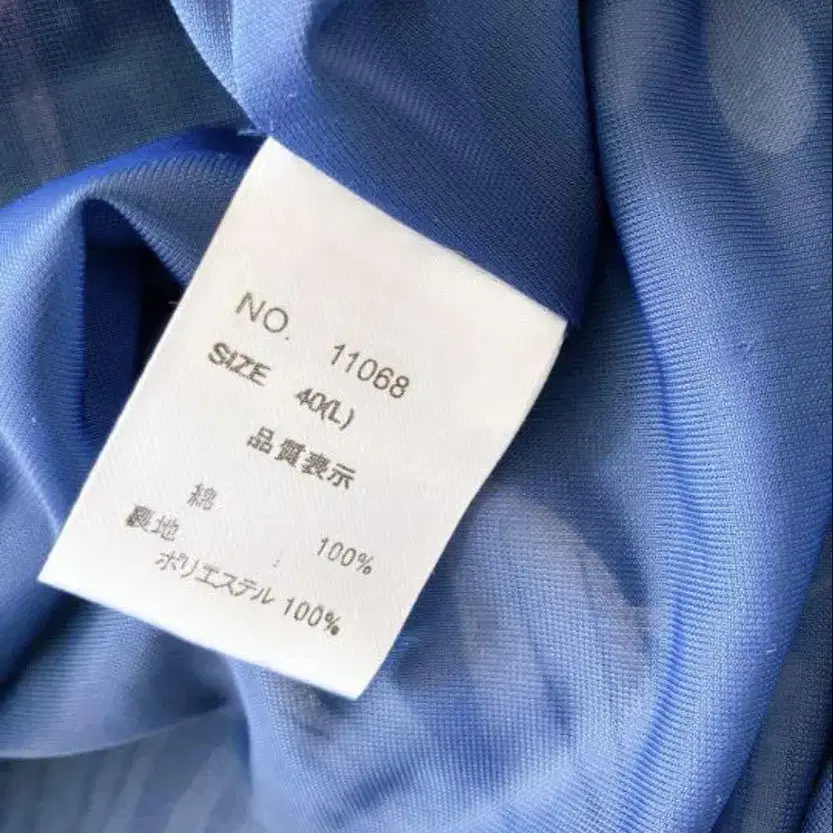 NO. 11068
SIZE 40(L)
品質表示
綿 100%
裏地 :
ポリエステル 100%